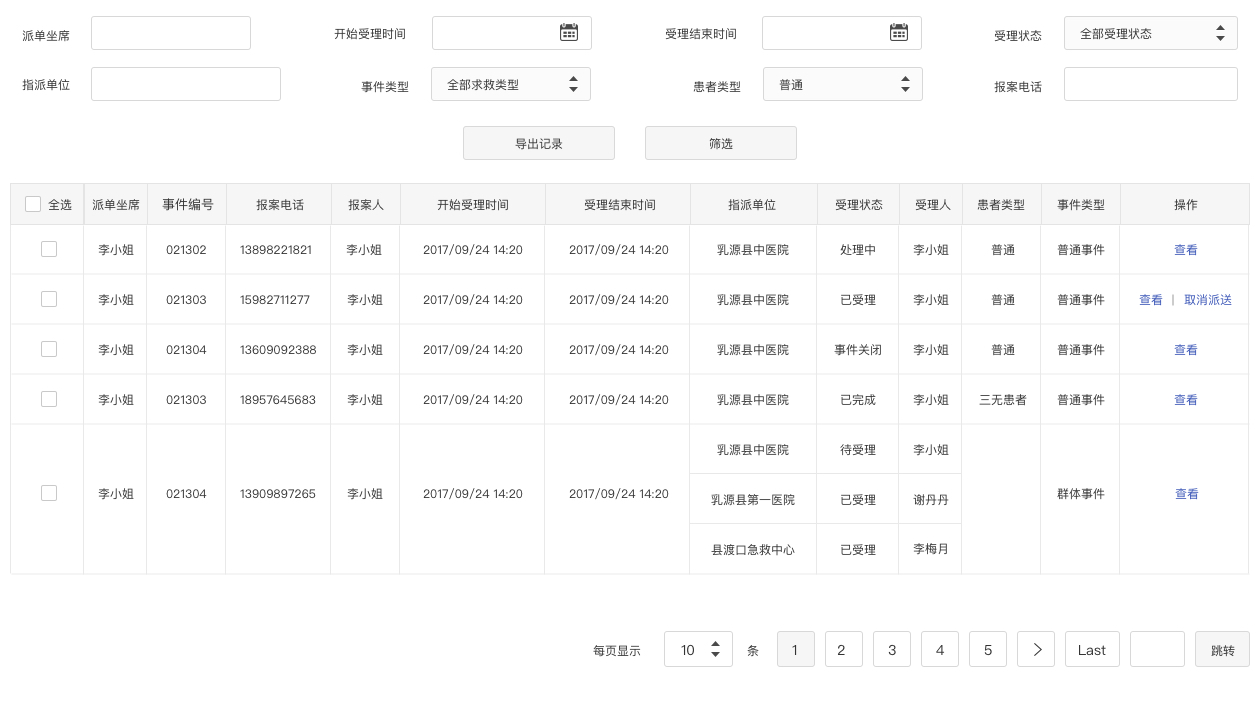 派单坐席 开始受理时间 受理结束时间 受理状态 全部受理状态
指派单位 事件类型 全部求救类型 患者类型 普通 报案电话
导出记录 筛选
全选 派单坐席 事件编号 报案电话 报案人 开始受理时间 受理结束时间 指派单位 受理状态 受理人 患者类型 事件类型 操作
李小姐 021302 13898221821 李小姐 2017/09/24 14:20 2017/09/24 14:20 乳源县中医院 处理中 李小姐 普通 普通事件 查看
李小姐 021303 15982711277 李小姐 2017/09/24 14:20 2017/09/24 14:20 乳源县中医院 已受理 李小姐 普通 普通事件 查看 | 取消派送
李小姐 021304 13609092388 李小姐 2017/09/24 14:20 2017/09/24 14:20 乳源县中医院 事件关闭 李小姐 普通 普通事件 查看
李小姐 021303 18957645683 李小姐 2017/09/24 14:20 2017/09/24 14:20 乳源县中医院 已完成 李小姐 三无患者 普通事件 查看
乳源县中医院 待受理 李小姐
李小姐 021304 13909897265 李小姐 2017/09/24 14:20 2017/09/24 14:20 乳源县第一医院 已受理 谢丹丹 群体事件 查看
县渡口急救中心 已受理 李梅月
每页显示 10 条 1 2 3 4 5 > Last 跳转